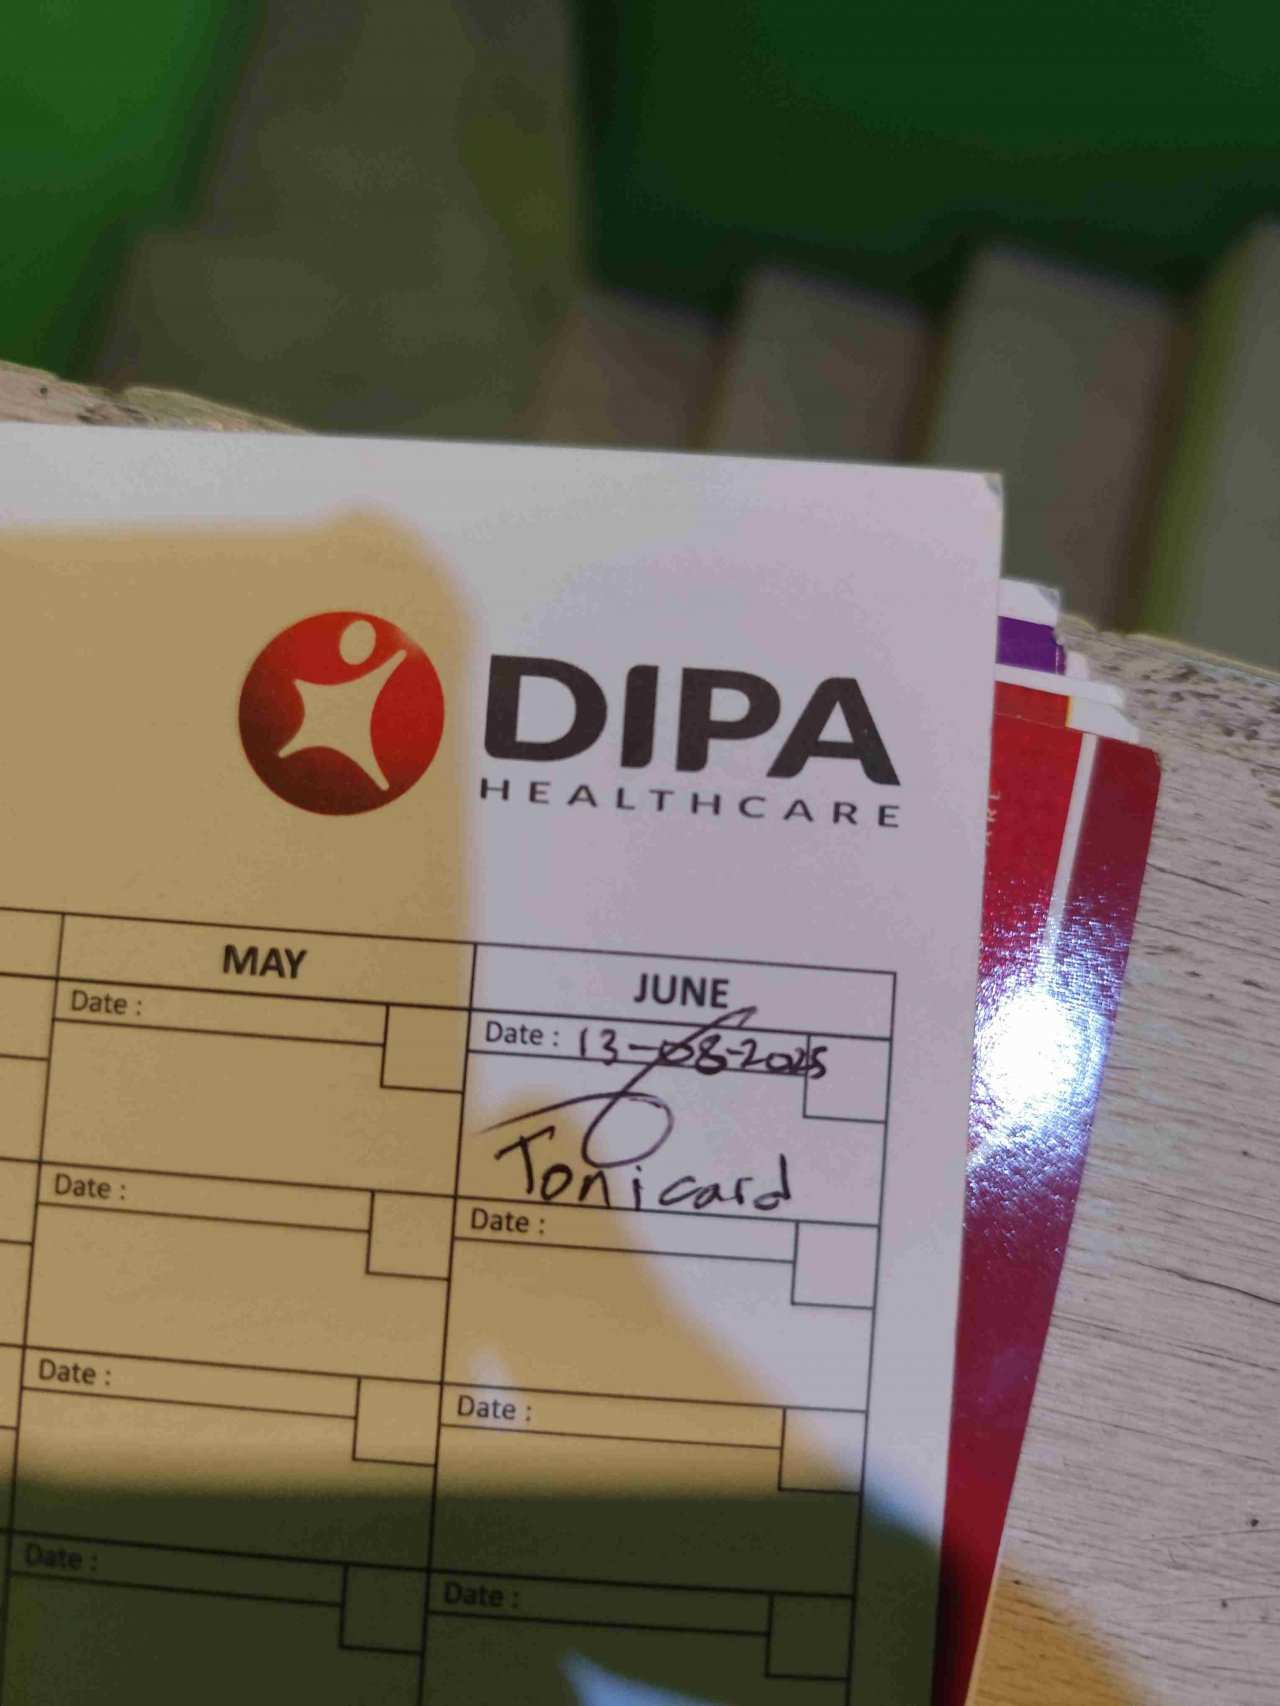 DIPA
HEALTHCARE
MAY
JUNE
Date :
Date : 13-08-2025
Tonicard
Date :
Date :
Date :
Date :
Date :
Date :